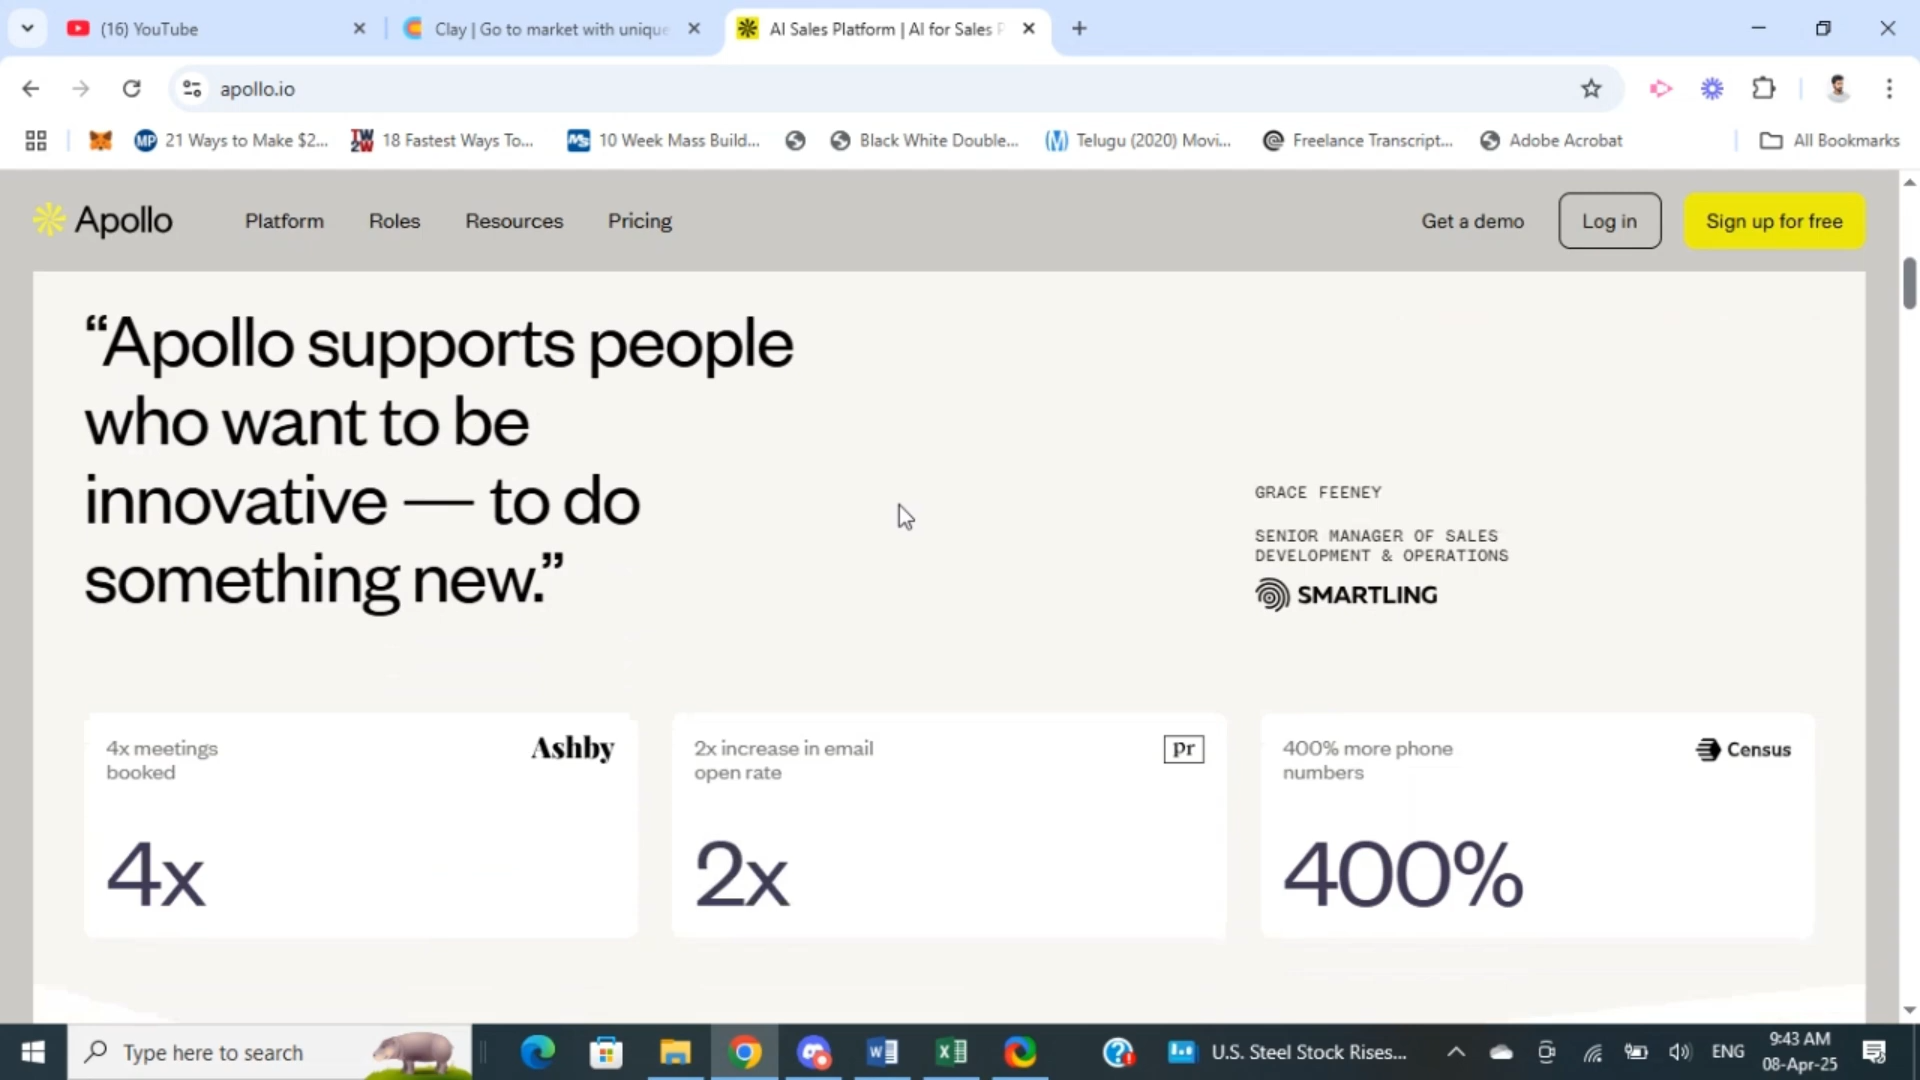 (16) YouTube
Clay | Go to market with unique
AI Sales Platform | AI for Sales P
apollo.io
21 Ways to Make $2...
18 Fastest Ways To...
10 Week Mass Build...
Black White Double...
Telugu (2020) Movi...
Freelance Transcript...
Adobe Acrobat
All Bookmarks
Apollo
Platform
Roles
Resources
Pricing
Get a demo
Log in
Sign up for free
“Apollo supports people
who want to be
innovative — to do
something new.”
GRACE FEENEY
SENIOR MANAGER OF SALES
DEVELOPMENT & OPERATIONS
SMARTLING
4x meetings
booked
Ashby
4x
2x increase in email
open rate
pr
2x
400% more phone
numbers
Census
400%
Type here to search
U.S. Steel Stock Rises...
ENG
9:43 AM
08-Apr-25